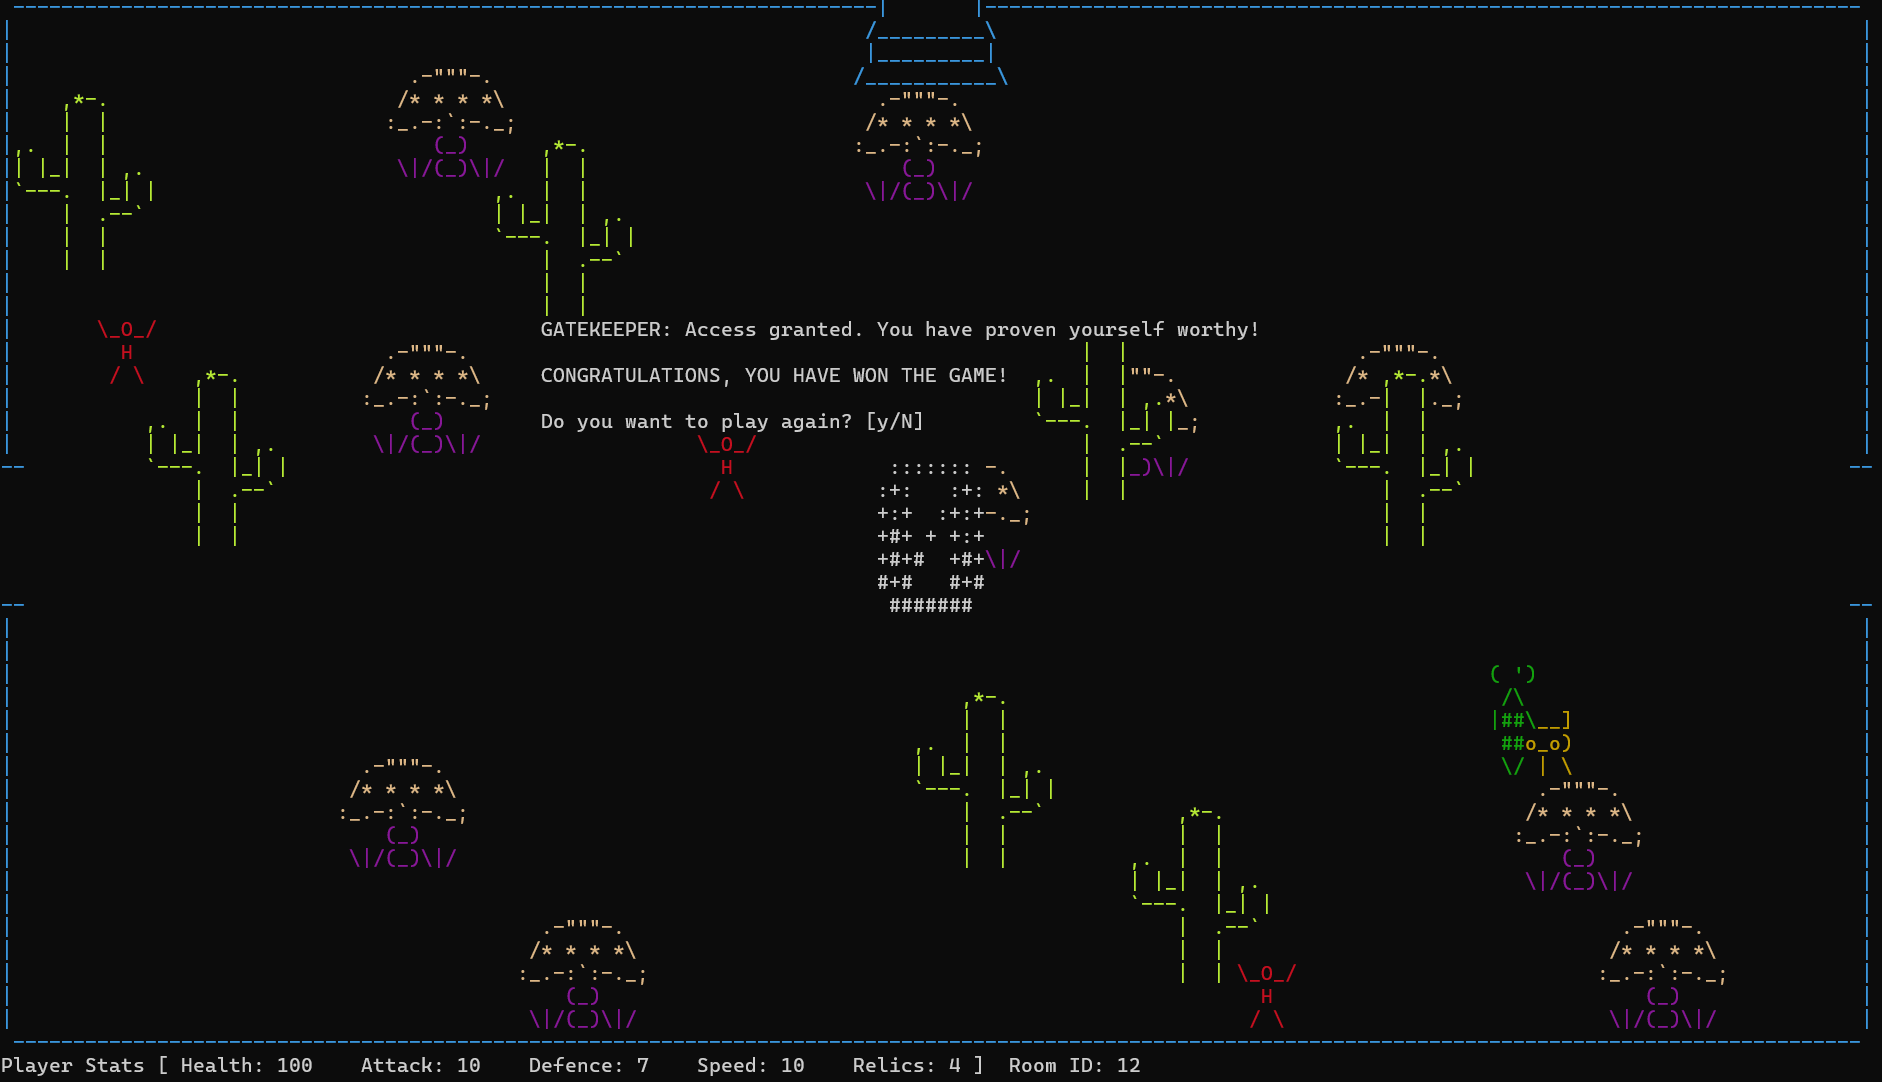 GATEKEEPER: Access granted. You have proven yourself worthy!
CONGRATULATIONS, YOU HAVE WON THE GAME!
Do you want to play again? [y/N]
Player Stats [ Health: 100    Attack: 10    Defence: 7    Speed: 10    Relics: 4 ]  Room ID: 12